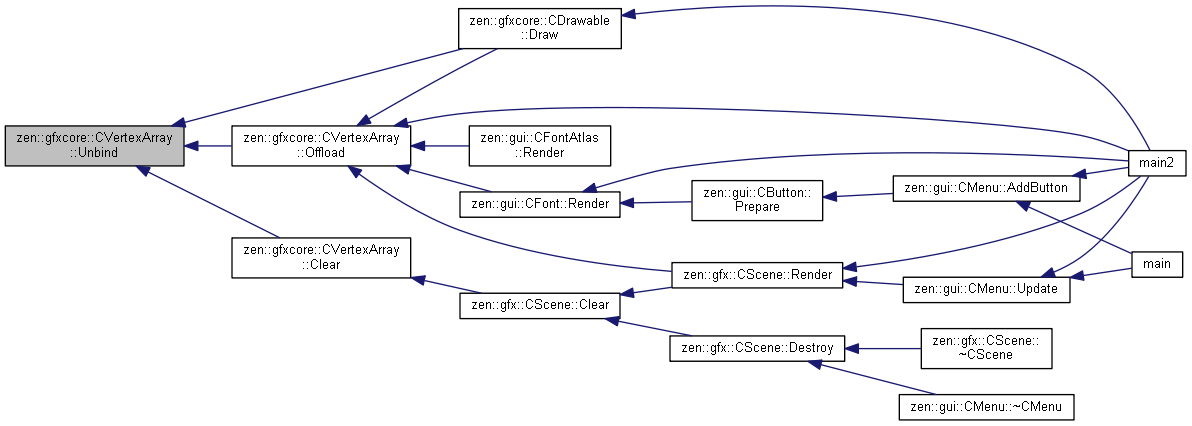 zen::gfxcore::CDrawable
::Draw
zen::gfxcore::CVertexArray
::Unbind
zen::gfxcore::CVertexArray
::Offload
zen::gui::CFontAtlas
::Render
main2
zen::gui::CFont::Render
zen::gui::CButton::
Prepare
zen::gui::CMenu::AddButton
zen::gfxcore::CVertexArray
::Clear
main
zen::gfx::CScene::Render
zen::gui::CMenu::Update
zen::gfx::CScene::Clear
zen::gfx::CScene::Destroy
zen::gfx::CScene::
~CScene
zen::gui::CMenu::~CMenu